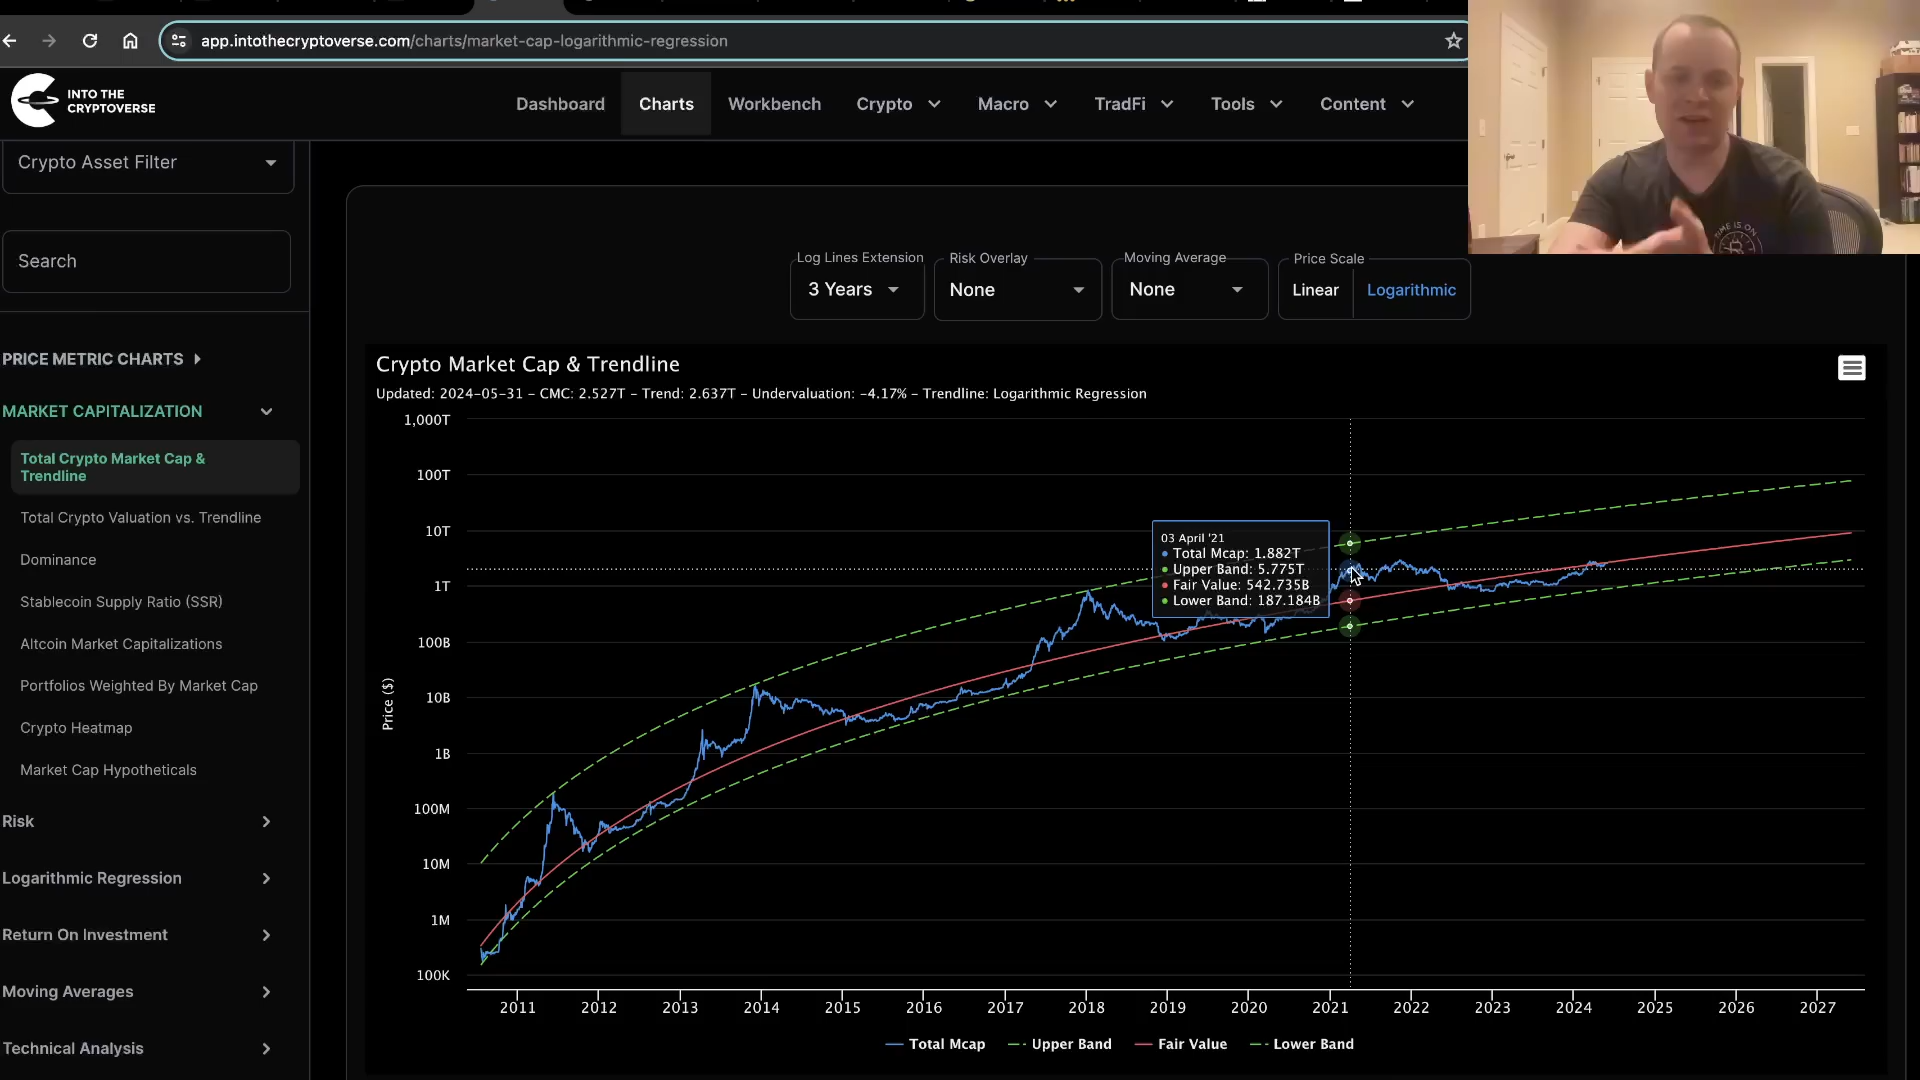 app.intothecryptoverse.com/charts/market-cap-logarithmic-regression
INTO THE
CRYPTOVERSE
Dashboard
Charts
Workbench
Crypto
Macro
TradFi
Tools
Content
Crypto Asset Filter
Search
PRICE METRIC CHARTS
MARKET CAPITALIZATION
Total Crypto Market Cap &
Trendline
Total Crypto Valuation vs. Trendline
Dominance
Stablecoin Supply Ratio (SSR)
Altcoin Market Capitalizations
Portfolios Weighted By Market Cap
Crypto Heatmap
Market Cap Hypotheticals
Risk
Logarithmic Regression
Return On Investment
Moving Averages
Technical Analysis
TIME IS ON
Log Lines Extension
3 Years
Risk Overlay
None
Moving Average
None
Price Scale
Linear
Logarithmic
Crypto Market Cap & Trendline
Updated: 2024-05-31 – CMC: 2.527T – Trend: 2.637T – Undervaluation: -4.17% – Trendline: Logarithmic Regression
1,000T
100T
10T
1T
100B
10B
1B
100M
10M
1M
100K
Price ($)
03 April '21
Total Mcap: 1.882T
Upper Band: 5.775T
Fair Value: 542.735B
Lower Band: 187.184B
2011 2012 2013 2014 2015 2016 2017 2018 2019 2020 2021 2022 2023 2024 2025 2026 2027
Total Mcap Upper Band Fair Value Lower Band